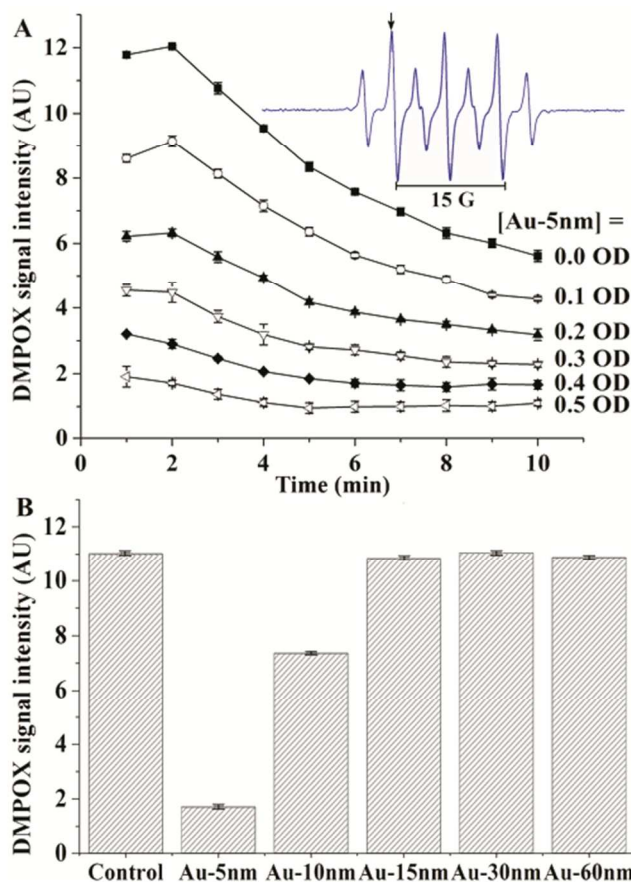 A
DMPOX signal intensity (AU)
12
10
8
6
4
2
0
15 G
[Au-5nm] =
0.0 OD
0.1 OD
0.2 OD
0.3 OD
0.4 OD
0.5 OD
0 2 4 6 8 10
Time (min)
B
DMPOX signal intensity (AU)
12
10
8
6
4
2
0
Control Au-5nm Au-10nm Au-15nm Au-30nm Au-60nm